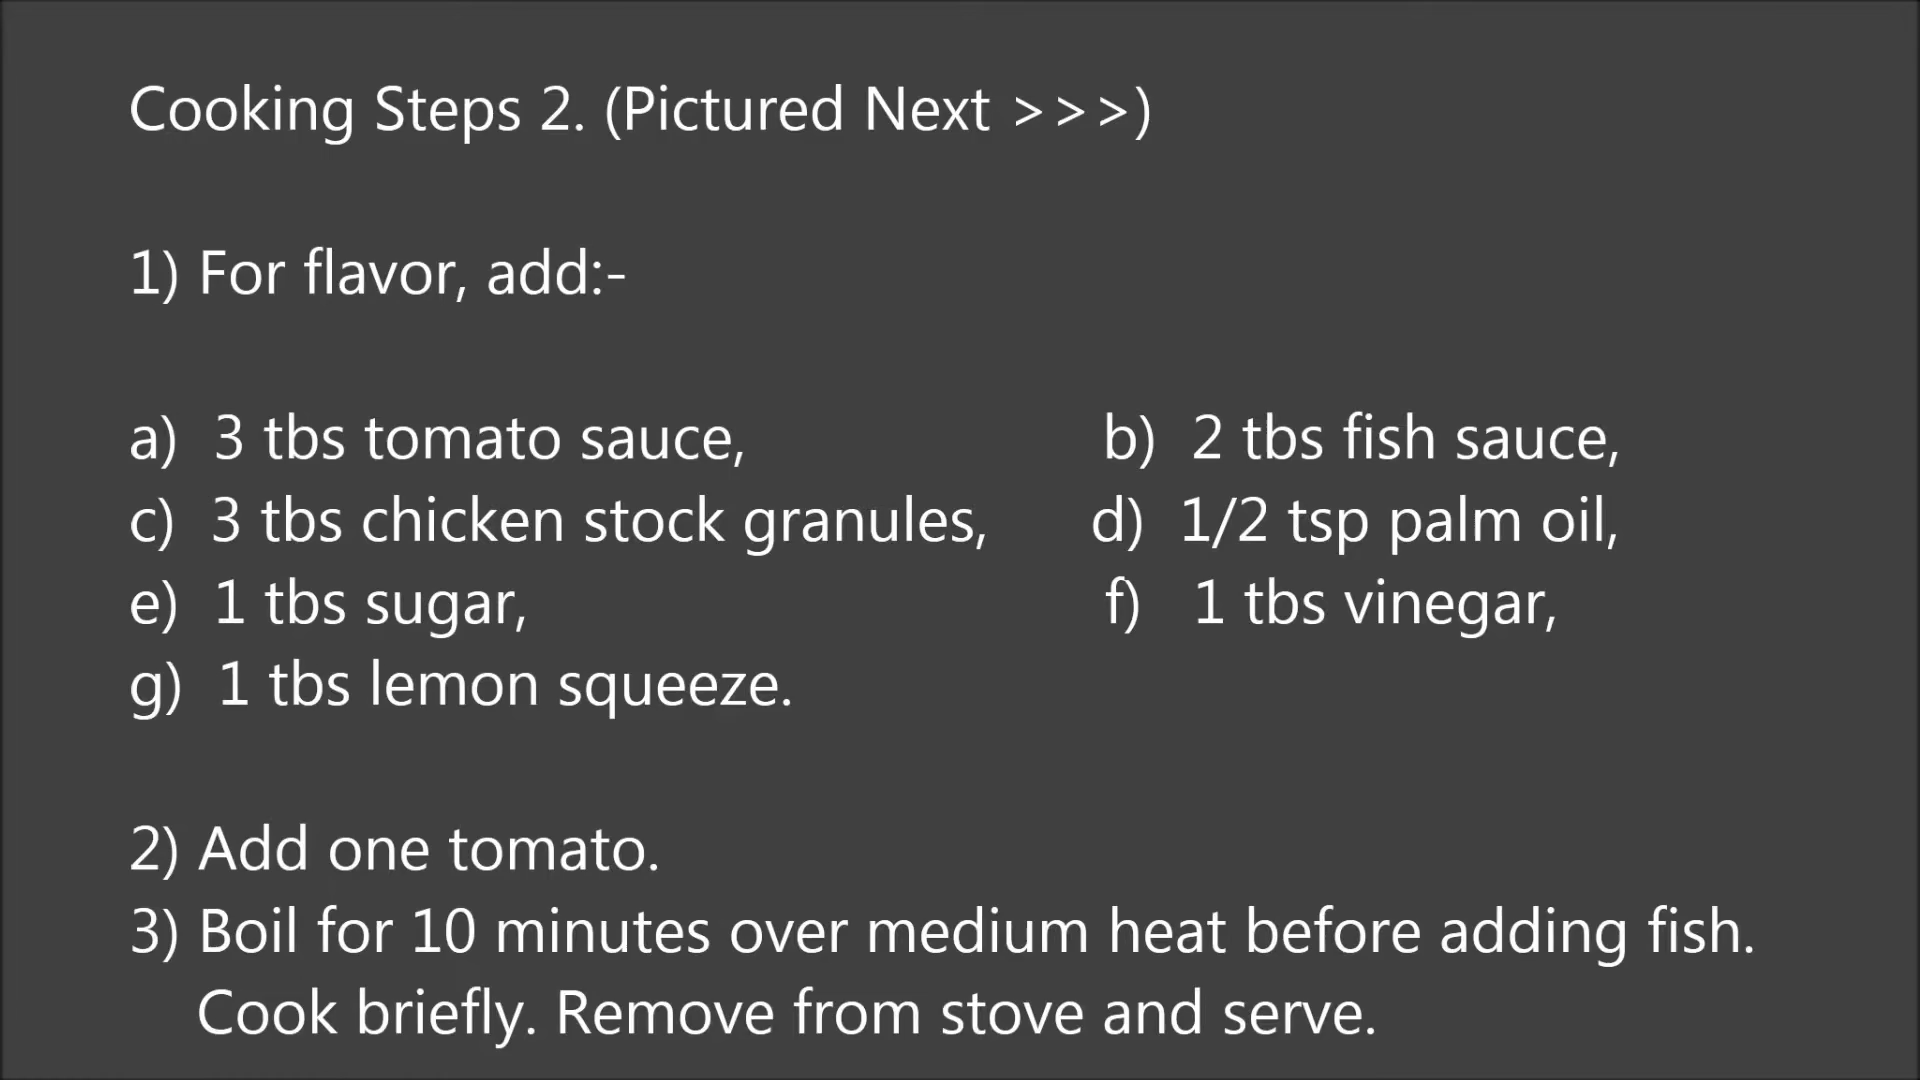 Cooking Steps 2. (Pictured Next >>>)
1) For flavor, add:-
a) 3 tbs tomato sauce, b) 2 tbs fish sauce,
c) 3 tbs chicken stock granules, d) 1/2 tsp palm oil,
e) 1 tbs sugar, f) 1 tbs vinegar,
g) 1 tbs lemon squeeze.
2) Add one tomato.
3) Boil for 10 minutes over medium heat before adding fish.
Cook briefly. Remove from stove and serve.